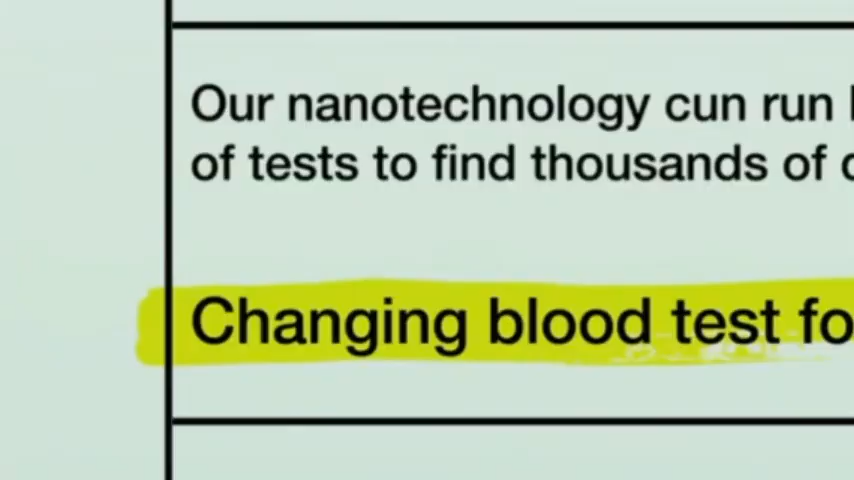 Our nanotechnology cun run
of tests to find thousands of
Changing blood test fo